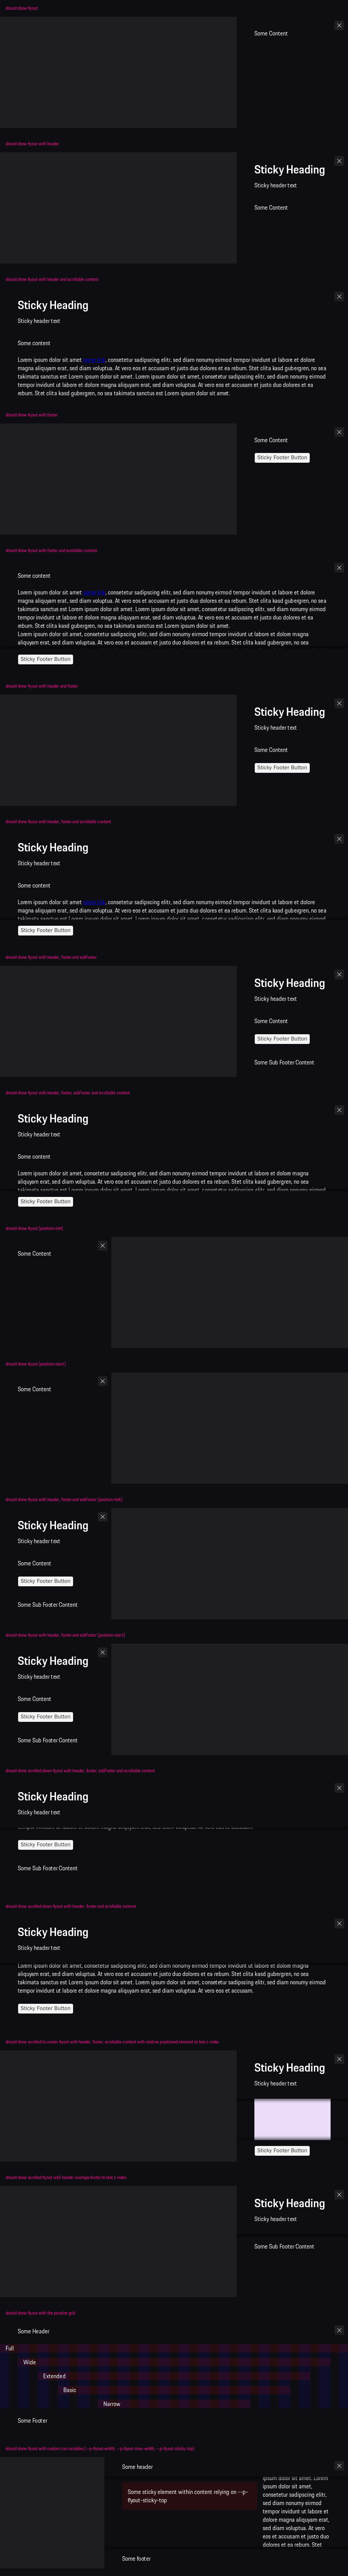 should show flyout
Some Content
should show flyout with header
Sticky Heading
Sticky header text
Some Content
should show flyout with header and scrollable content
Sticky Heading
Sticky header text
Some content
Lorem ipsum dolor sit amet, consetetur sadipscing elitr, sed diam nonumy eirmod tempor invidunt ut labore et dolore
magna aliquyam erat, sed diam voluptua. At vero eos et accusam et justo duo dolores et ea rebum. Stet clita kasd gubergren, no sea
takimata sanctus est Lorem ipsum dolor sit amet. Lorem ipsum dolor sit amet, consetetur sadipscing elitr, sed diam nonumy eirmod
tempor invidunt ut labore et dolore magna aliquyam erat, sed diam voluptua. At vero eos et accusam et justo duo dolores et ea
rebum. Stet clita kasd gubergren, no sea takimata sanctus est Lorem ipsum dolor sit amet.
should show flyout with footer
Some Content
Sticky Footer Button
should show flyout with footer and scrollable content
Some content
Lorem ipsum dolor sit amet, consetetur sadipscing elitr, sed diam nonumy eirmod tempor invidunt ut labore et dolore
magna aliquyam erat, sed diam voluptua. At vero eos et accusam et justo duo dolores et ea rebum. Stet clita kasd gubergren, no sea
takimata sanctus est Lorem ipsum dolor sit amet. Lorem ipsum dolor sit amet, consetetur sadipscing elitr, sed diam nonumy eirmod
tempor invidunt ut labore et dolore magna aliquyam erat, sed diam voluptua. At vero eos et accusam et justo duo dolores et ea
rebum. Stet clita kasd gubergren, no sea takimata sanctus est Lorem ipsum dolor sit amet.
Lorem ipsum dolor sit amet, consetetur sadipscing elitr, sed diam nonumy eirmod tempor invidunt ut labore et dolore magna
aliquyam erat, sed diam voluptua. At vero eos et accusam et justo duo dolores et ea rebum. Stet clita kasd gubergren, no sea
Sticky Footer Button
should show flyout with header and footer
Sticky Heading
Sticky header text
Some Content
Sticky Footer Button
should show flyout with header, footer and scrollable content
Sticky Heading
Sticky header text
Some content
Lorem ipsum dolor sit amet, consetetur sadipscing elitr, sed diam nonumy eirmod tempor invidunt ut labore et dolore
magna aliquyam erat, sed diam voluptua. At vero eos et accusam et justo duo dolores et ea rebum. Stet clita kasd gubergren, no sea
takimata sanctus est Lorem ipsum dolor sit amet. Lorem ipsum dolor sit amet, consetetur sadipscing elitr, sed diam nonumy eirmod
Sticky Footer Button
should show flyout with header, footer and subfooter
Sticky Heading
Sticky header text
Some Content
Sticky Footer Button
Some Sub Footer Content
should show flyout with header, footer, subfooter and scrollable content
Sticky Heading
Sticky header text
Some content
Lorem ipsum dolor sit amet, consetetur sadipscing elitr, sed diam nonumy eirmod tempor invidunt ut labore et dolore magna
aliquyam erat, sed diam voluptua. At vero eos et accusam et justo duo dolores et ea rebum. Stet clita kasd gubergren, no sea
takimata sanctus est Lorem ipsum dolor sit amet. Lorem ipsum dolor sit amet, consetetur sadipscing elitr, sed diam nonumy eirmod
Sticky Footer Button
should show flyout (position=left)
Some Content
should show flyout (position=start)
Some Content
should show flyout with header, footer and subfooter (position=left)
Sticky Heading
Sticky header text
Some Content
Sticky Footer Button
Some Sub Footer Content
should show flyout with header, footer and subfooter (position=start)
Sticky Heading
Sticky header text
Some Content
Sticky Footer Button
Some Sub Footer Content
should show scrolled down flyout with header, footer, subfooter and scrollable content
Sticky Heading
Sticky header text
tempor invidunt ut labore et dolore magna aliquyam erat, sed diam voluptua. At vero eos et accusam.
Sticky Footer Button
Some Sub Footer Content
should show scrolled down flyout with header, footer and scrollable content
Sticky Heading
Sticky header text
Lorem ipsum dolor sit amet, consetetur sadipscing elitr, sed diam nonumy eirmod tempor invidunt ut labore et dolore magna
aliquyam erat, sed diam voluptua. At vero eos et accusam et justo duo dolores et ea rebum. Stet clita kasd gubergren, no sea
takimata sanctus est Lorem ipsum dolor sit amet. Lorem ipsum dolor sit amet, consetetur sadipscing elitr, sed diam nonumy eirmod
tempor invidunt ut labore et dolore magna aliquyam erat, sed diam voluptua. At vero eos et accusam.
Sticky Footer Button
should show scrolled to center flyout with header, footer, scrollable content with relative positioned element to test z-index
Sticky Heading
Sticky header text
Sticky Footer Button
should show scrolled flyout until header overlaps footer to test z-index
Sticky Heading
Sticky header text
Some Sub Footer Content
should show flyout with the porsche grid
Some Header
Full
Wide
Extended
Basic
Narrow
Some Footer
should show flyout with custom css variables (--p-flyout-width, --p-flyout-max-width, --p-flyout-sticky-top)
Some header
Some sticky element within content relying on --p-
flyout-sticky-top
ipsum dolor sit amet. Lorem
ipsum dolor sit amet,
consetetur sadipscing elitr,
sed diam nonumy eirmod
tempor invidunt ut labore et
dolore magna aliquyam erat,
sed diam voluptua. At vero
eos et accusam et justo duo
dolores et ea rebum. Stet
Some footer